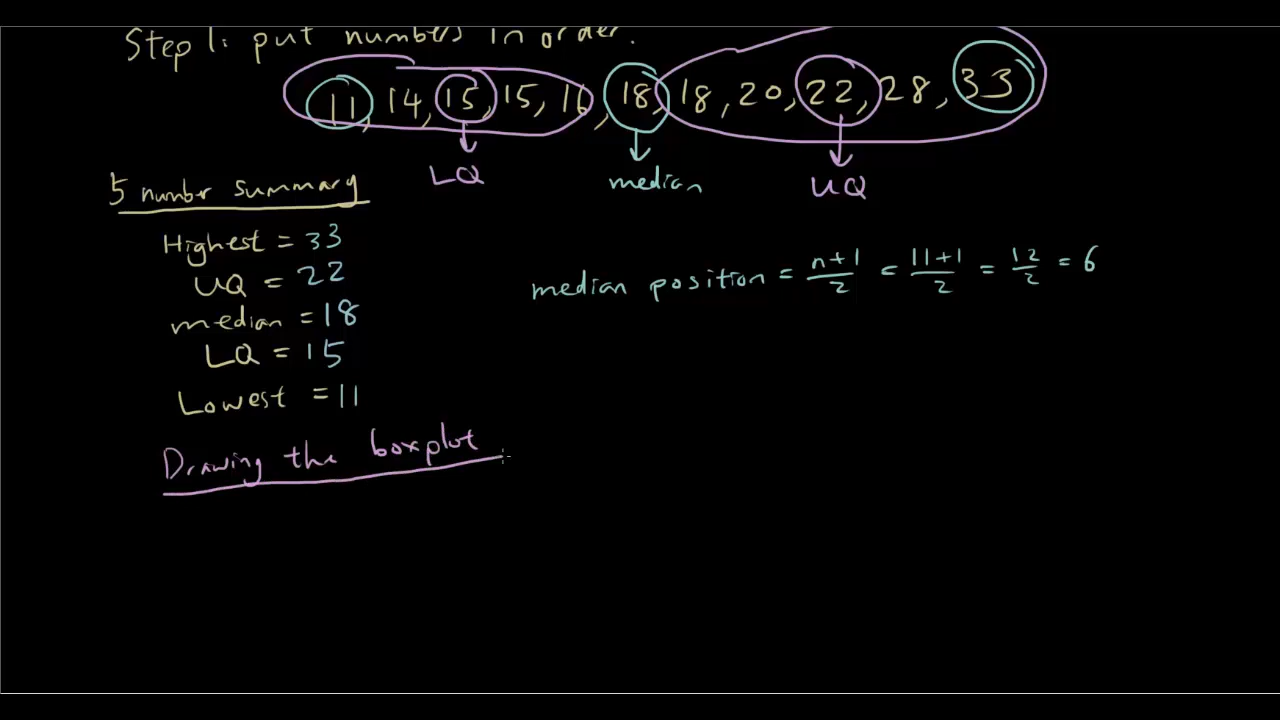 Step 1: put numbers in order.
11, 14, 15, 15, 16, 18, 18, 20, 22, 28, 33
LQ median UQ
5 number summary
Highest = 33
UQ = 22
median = 18
LQ = 15
Lowest = 11
median position = n+1/2 = 11+1/2 = 12/2 = 6
Drawing the boxplot